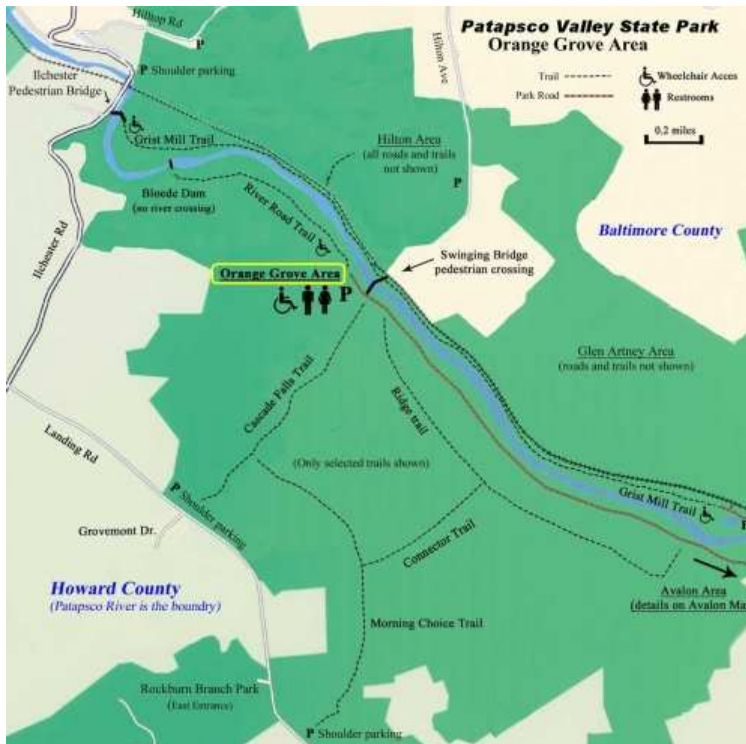 Patapsco Valley State Park
Orange Grove Area
Trail
Wheelchair Acces
Park Road
Restrooms
0.2 miles
Hilltop Rd
P
P Shoulder parking
Hilton Ave
Ilchester
Pedestrian Bridge
Grist Mill Trail
Hilton Area
(all roads and trails
not shown)
P
Bloede Dam
(no river crossing)
River Road Trail
Baltimore County
Ilchester Rd
Swinging Bridge
pedestrian crossing
Orange Grove Area
P
Glen Artney Area
(roads and trails not shown)
Cascade Falls Trail
Ridge trail
Landing Rd
(Only selected trails shown)
P Shoulder parking
Grist Mill Trail
Grovemont Dr.
Connector Trail
Howard County
(Patapsco River is the boundry)
Avalon Area
(details on Avalon Ma
Morning Choice Trail
Rockburn Branch Park
(East Entrance)
P Shoulder parking